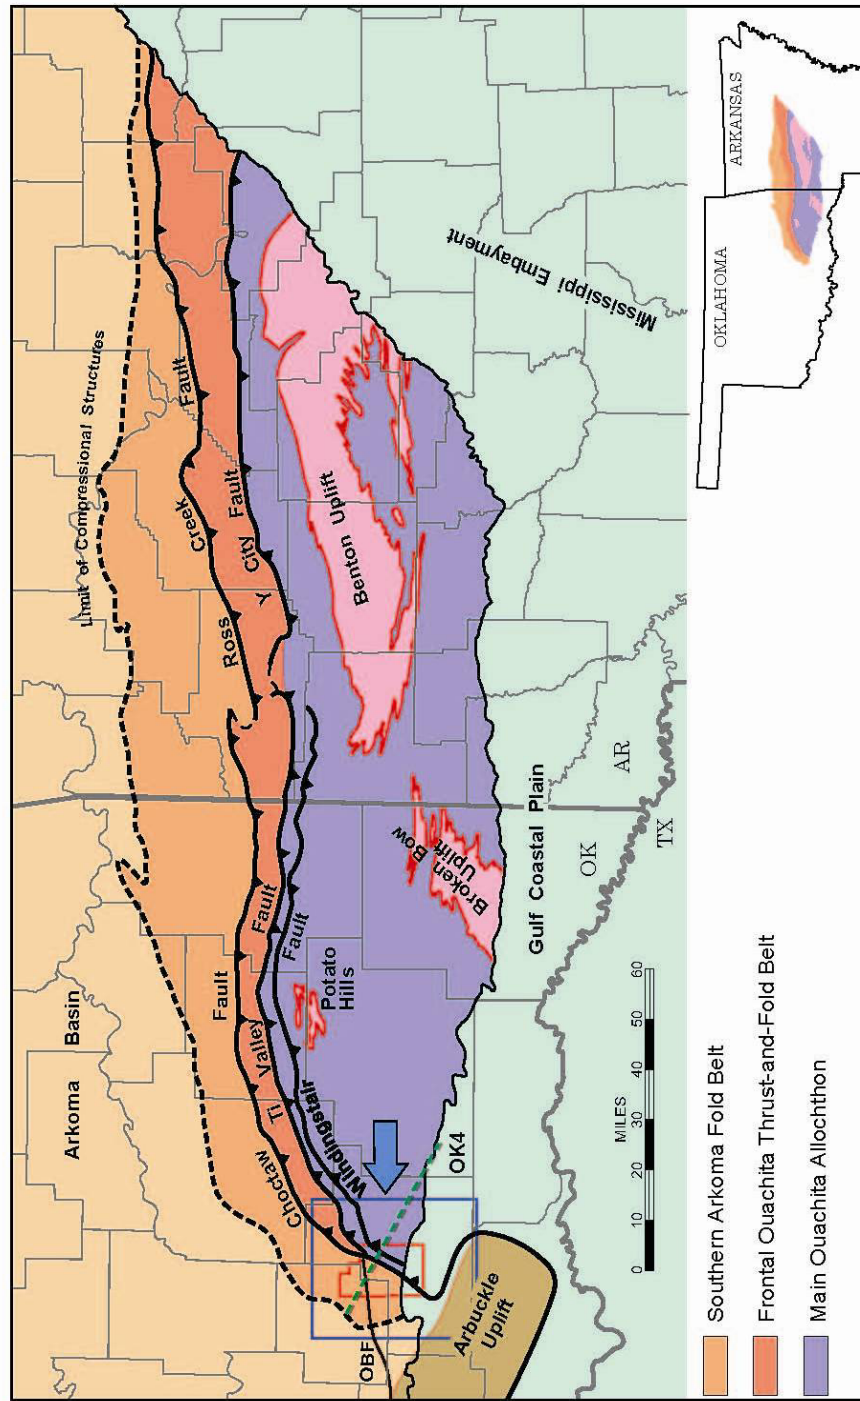 Arkoma
Basin
Limit of Compressional Structures
Choctaw
Fault
Ross
Creek
Fault
Ti
Valley
Fault
Y
City
Fault
Windingstair
Fault
Potato
Hills
Benton Uplift
Broken Bow
Uplift
Mississippi Embayment
Gulf Coastal Plain
OK
AR
TX
OBF
OK4
Arbuckle
Uplift
0
10
20
30
40
50
60
MILES
Southern Arkoma Fold Belt
Frontal Ouachita Thrust-and-Fold Belt
Main Ouachita Allochthon
OKLAHOMA
ARKANSAS